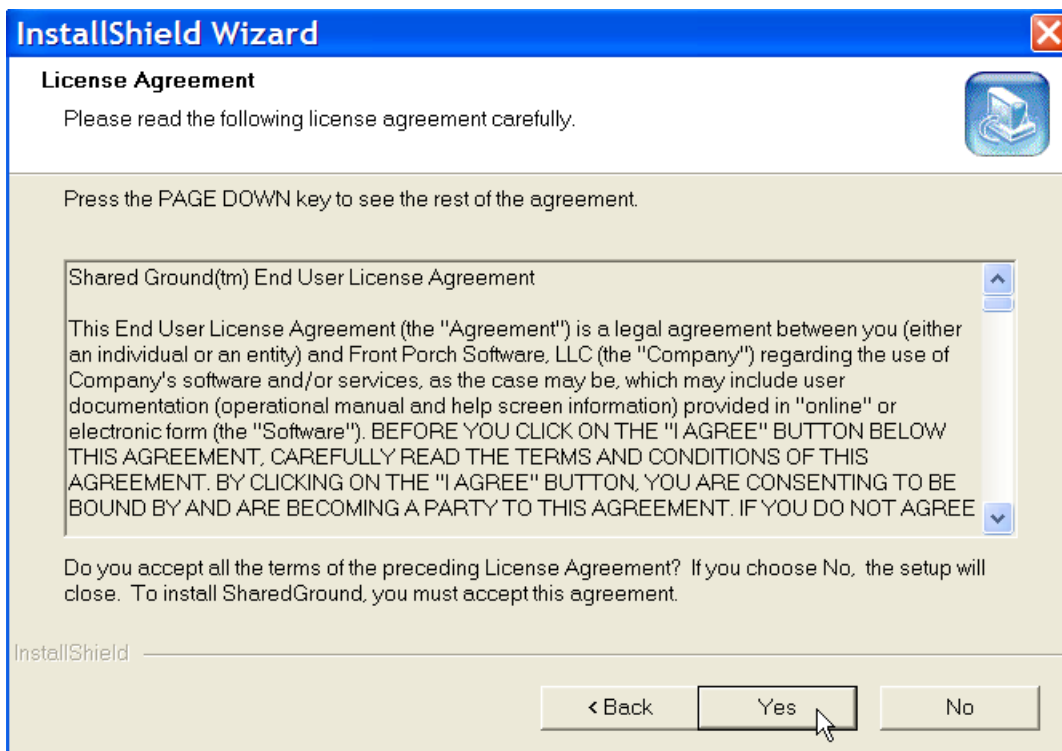 InstallShield Wizard
License Agreement
Please read the following license agreement carefully.
Press the PAGE DOWN key to see the rest of the agreement.
Shared Ground(tm) End User License Agreement
This End User License Agreement (the "Agreement") is a legal agreement between you (either
an individual or an entity) and Front Porch Software, LLC (the "Company") regarding the use of
Company's software and/or services, as the case may be, which may include user
documentation (operational manual and help screen information) provided in "online" or
electronic form (the "Software"). BEFORE YOU CLICK ON THE "I AGREE" BUTTON BELOW
THIS AGREEMENT, CAREFULLY READ THE TERMS AND CONDITIONS OF THIS
AGREEMENT. BY CLICKING ON THE "I AGREE" BUTTON, YOU ARE CONSENTING TO BE
BOUND BY AND ARE BECOMING A PARTY TO THIS AGREEMENT. IF YOU DO NOT AGREE
Do you accept all the terms of the preceding License Agreement? If you choose No, the setup will
close. To install SharedGround, you must accept this agreement.
InstallShield
< Back Yes No